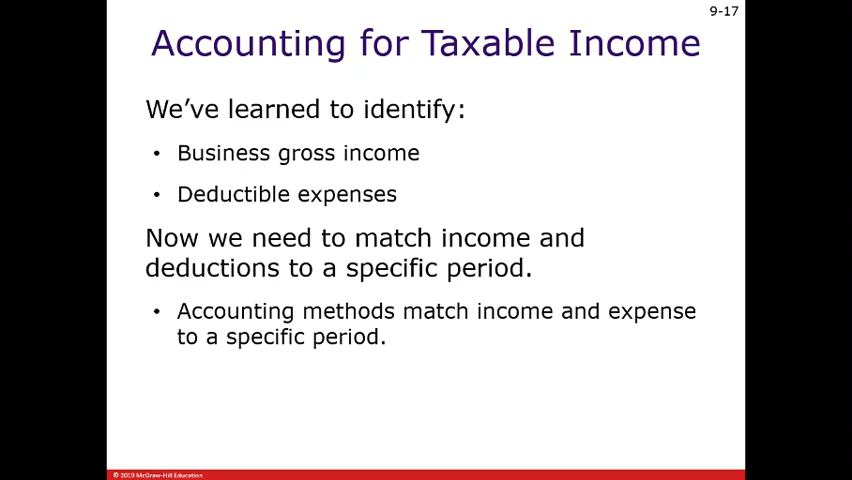 9-17
Accounting for Taxable Income
We’ve learned to identify:
• Business gross income
• Deductible expenses
Now we need to match income and
deductions to a specific period.
• Accounting methods match income and expense
to a specific period.
© 2019 McGraw-Hill Education